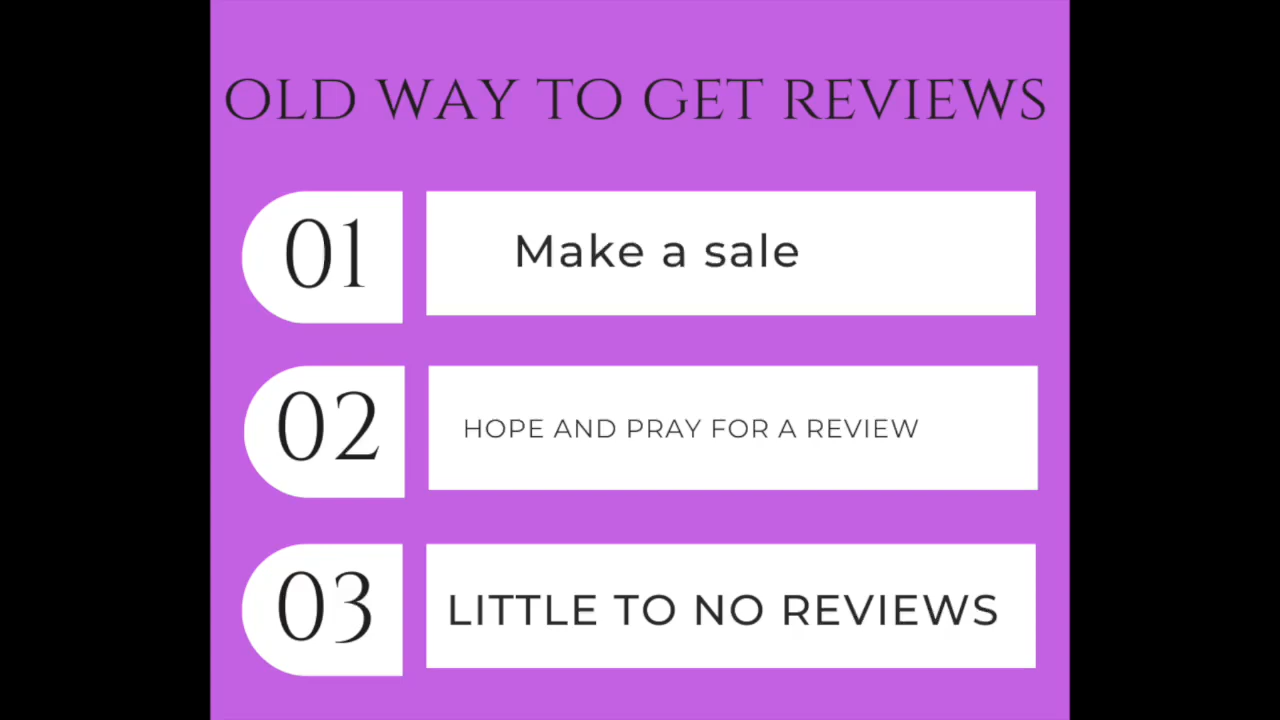 OLD WAY TO GET REVIEWS
01
Make a sale
02
HOPE AND PRAY FOR A REVIEW
03
LITTLE TO NO REVIEWS